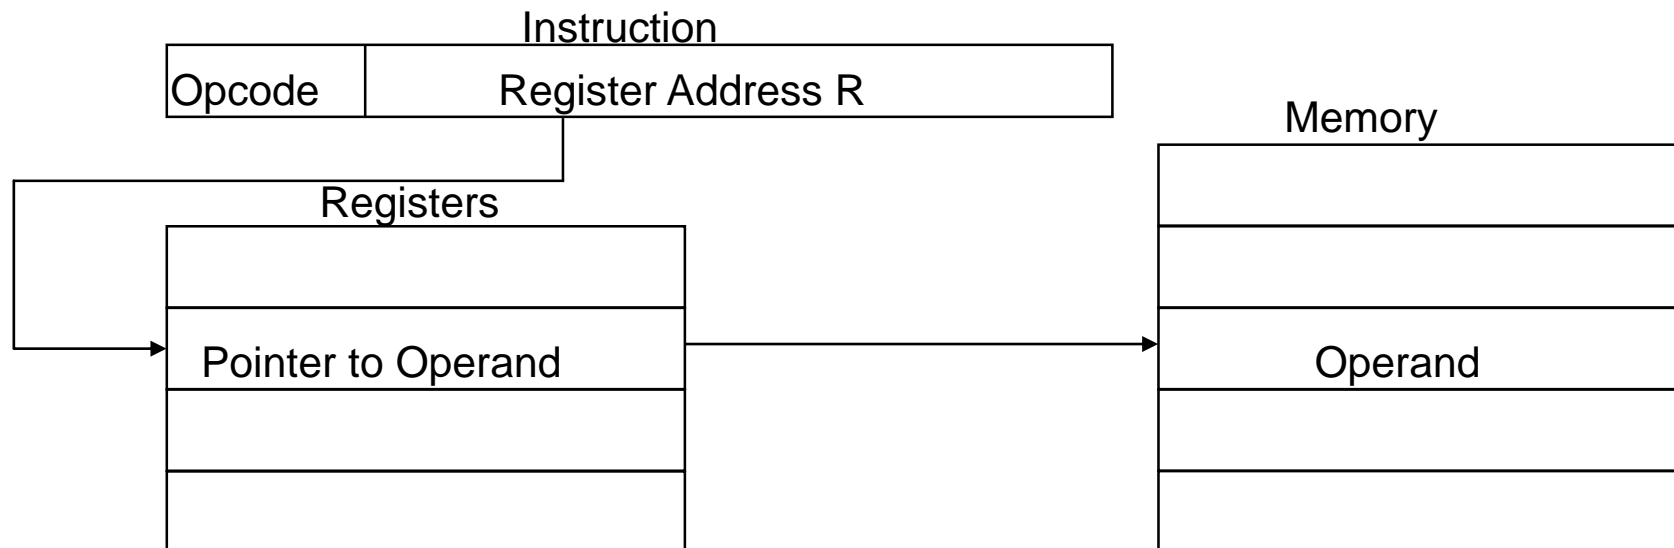 Instruction
Opcode
Register Address R
Memory
Registers
Pointer to Operand
Operand